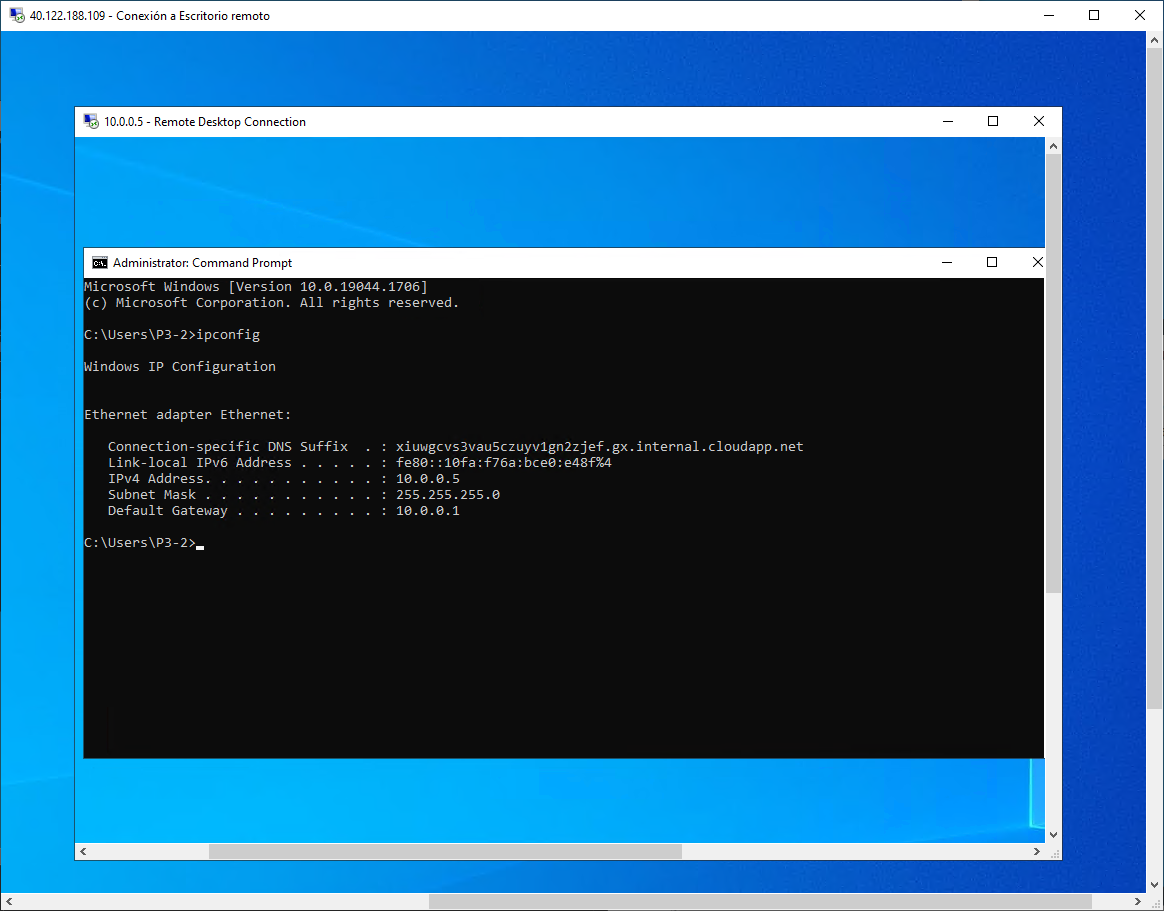 40.122.188.109 - Conexión a Escritorio remoto
10.0.0.5 - Remote Desktop Connection
Administrator: Command Prompt
Microsoft Windows [Version 10.0.19044.1706]
(c) Microsoft Corporation. All rights reserved.
C:\Users\P3-2>ipconfig
Windows IP Configuration
Ethernet adapter Ethernet:
Connection-specific DNS Suffix  . : xiuwgcvs3vau5czuyv1gn2zjef.gx.internal.cloudapp.net
Link-local IPv6 Address . . . . . : fe80::10fa:f76a:bce0:e48f%4
IPv4 Address. . . . . . . . . . . : 10.0.0.5
Subnet Mask . . . . . . . . . . . : 255.255.255.0
Default Gateway . . . . . . . . . : 10.0.0.1
C:\Users\P3-2>